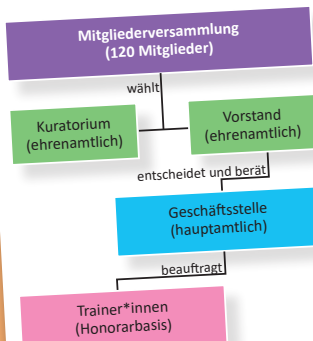 Mitgliederversammlung
(120 Mitglieder)
wählt
Kuratorium
(ehrenamtlich)
Vorstand
(ehrenamtlich)
entscheidet und berät
Geschäftsstelle
(hauptamtlich)
beauftragt
Trainer*innen
(Honorarbasis)